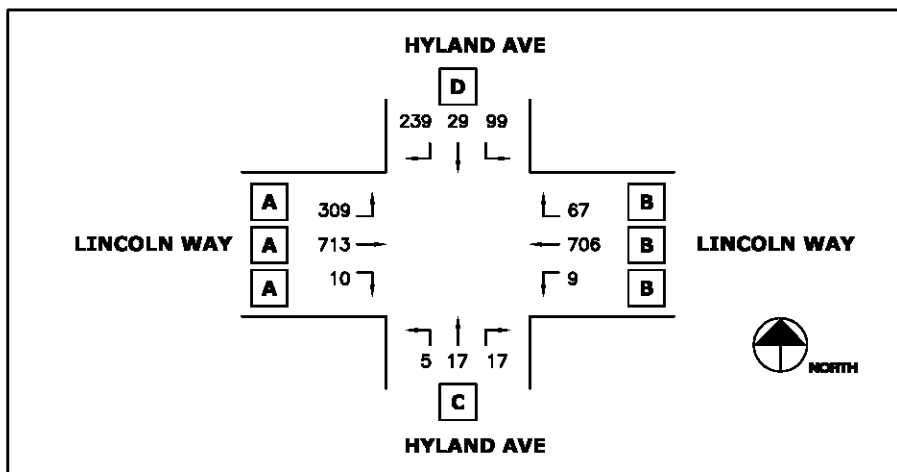 HYLAND AVE
D
239 29 99
A 309 67 B
LINCOLN WAY A 713 706 B LINCOLN WAY
A 10 9 B
5 17 17
NORTH
C
HYLAND AVE